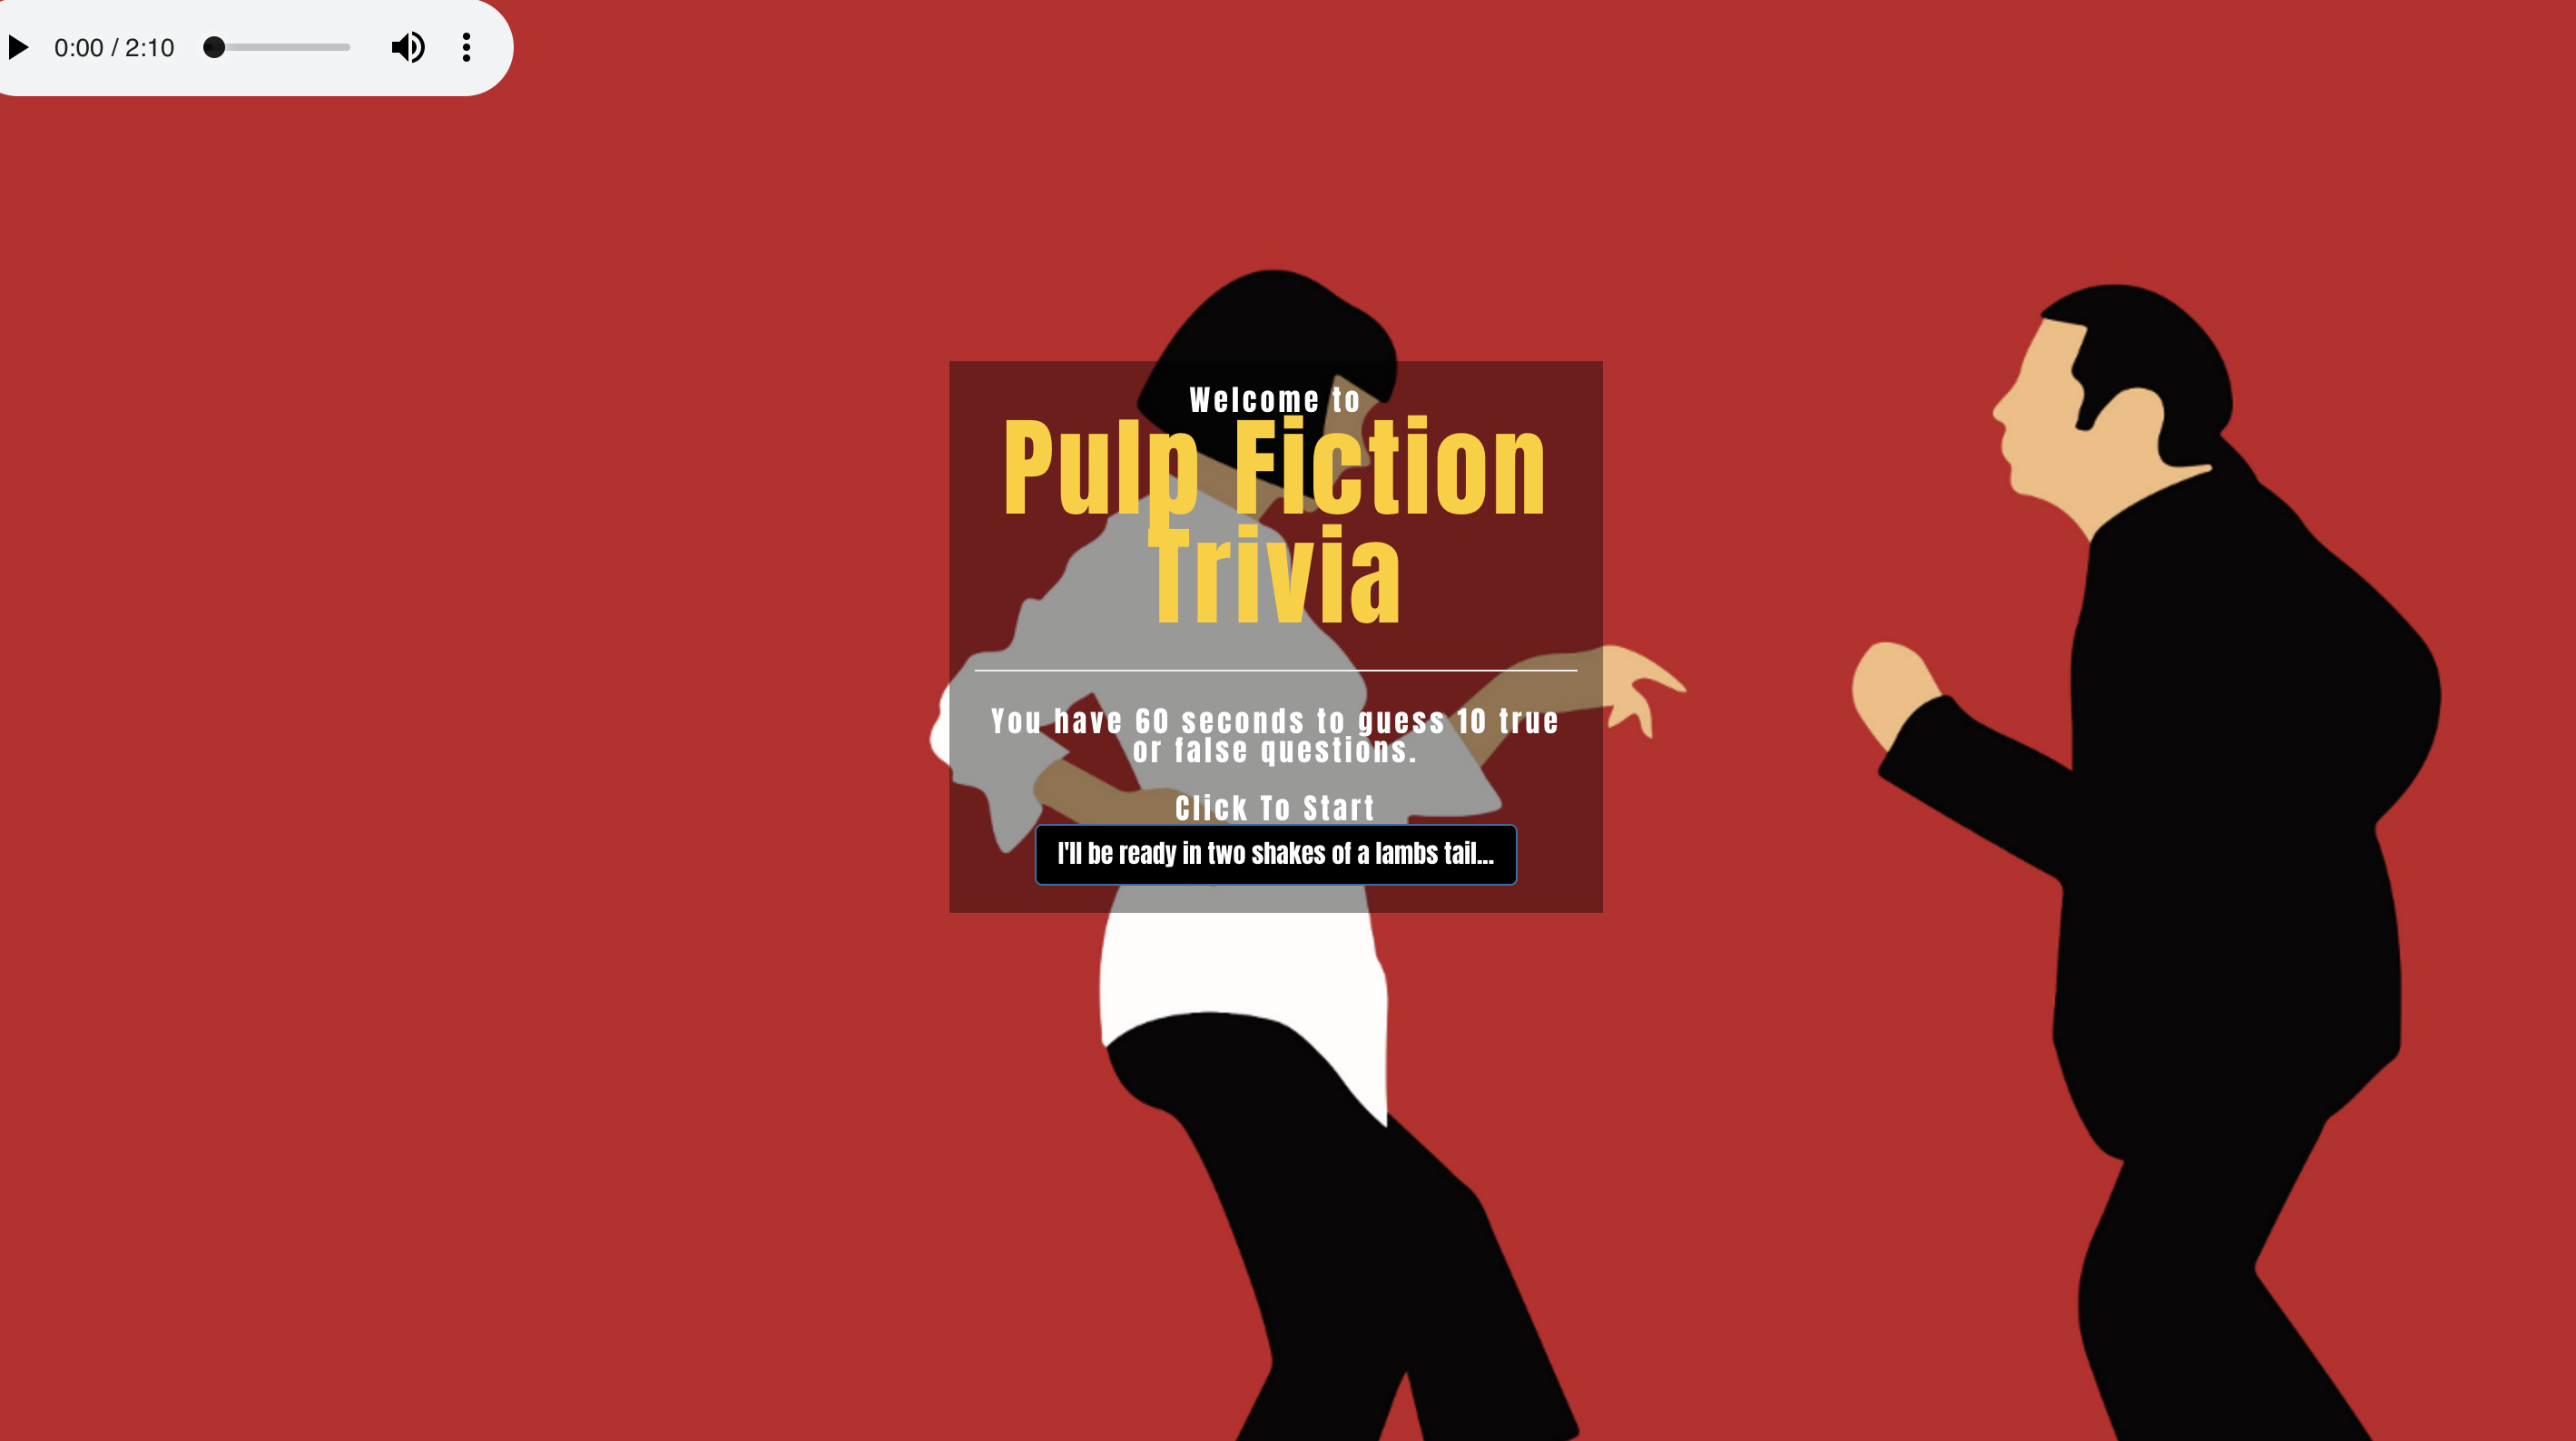 0:00 / 2:10
Welcome to
Pulp Fiction
Trivia
You have 60 seconds to guess 10 true
or false questions.
Click To Start
I'll be ready in two shakes of a lambs tail...